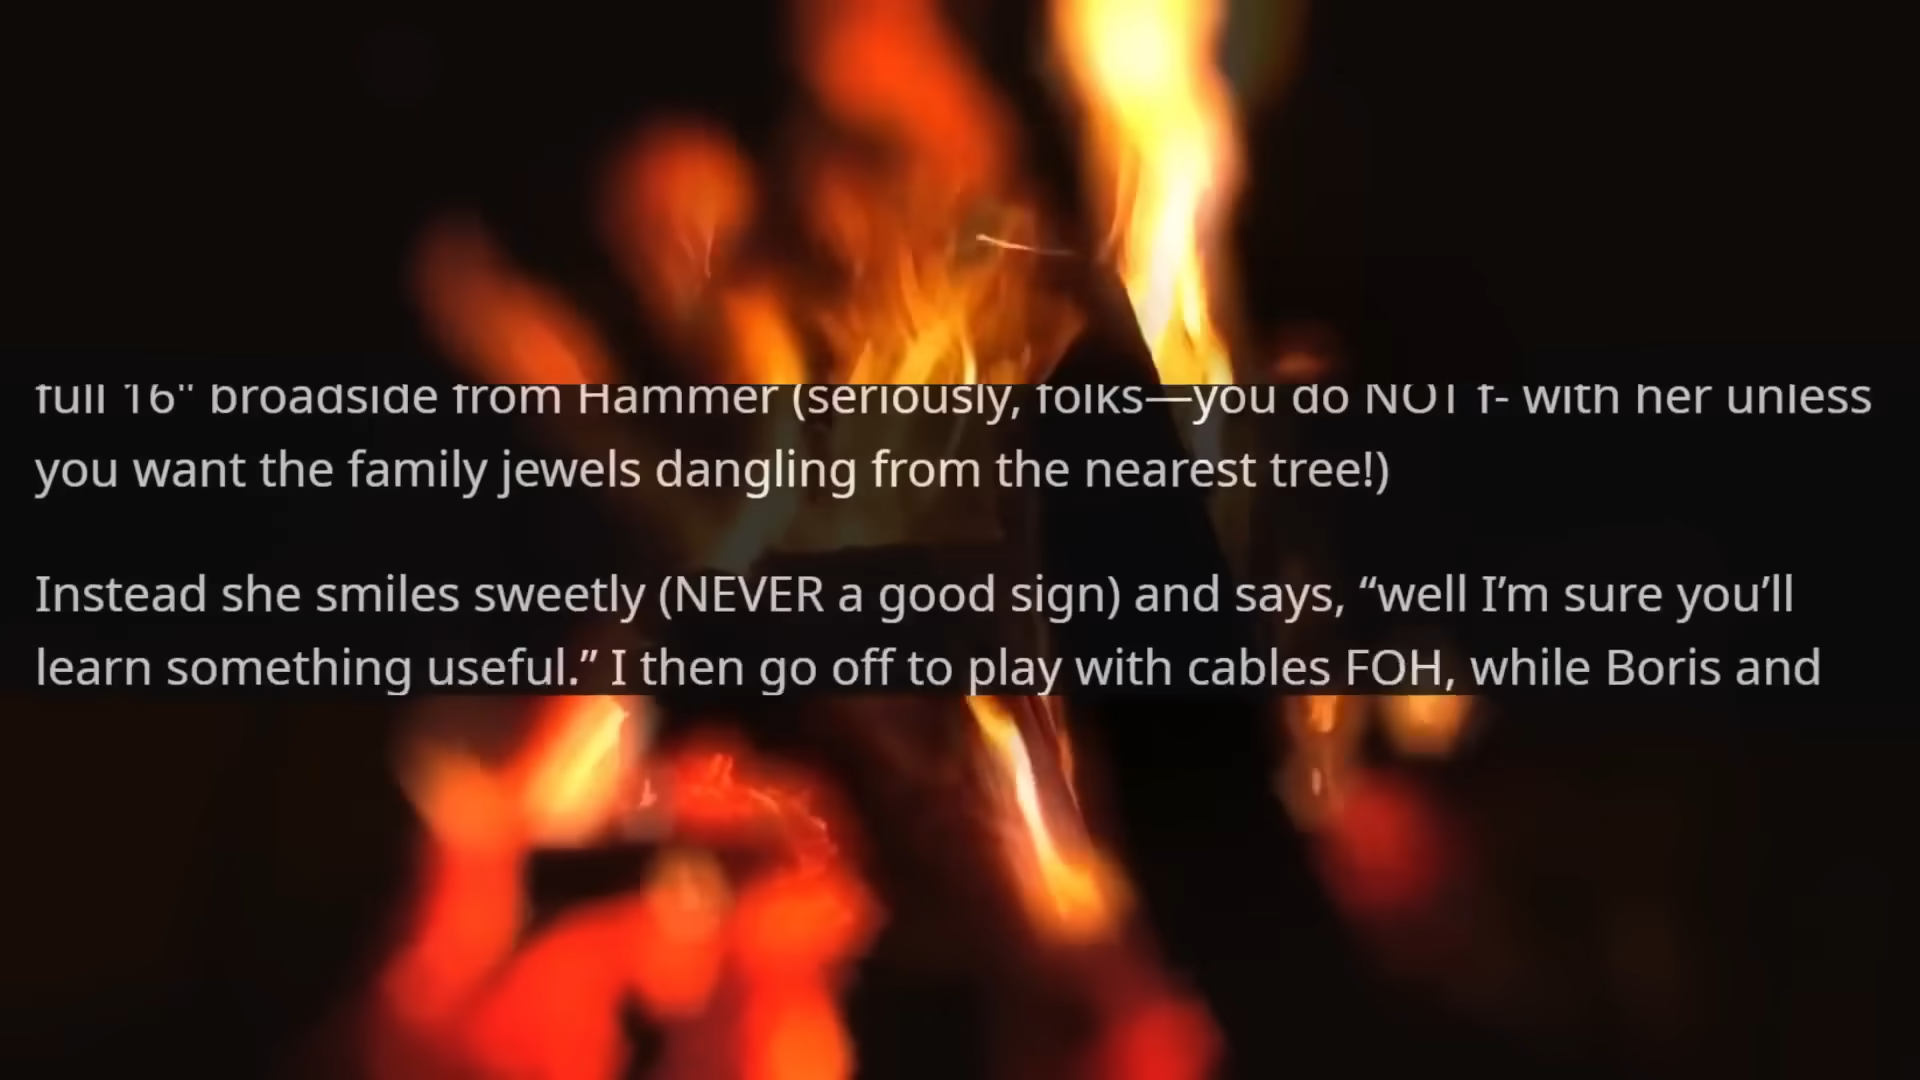 full 16" broadside from Hammer (seriously, folks—you do NOT f- with her unless
you want the family jewels dangling from the nearest tree!)
Instead she smiles sweetly (NEVER a good sign) and says, “well I’m sure you’ll
learn something useful.” I then go off to play with cables FOH, while Boris and